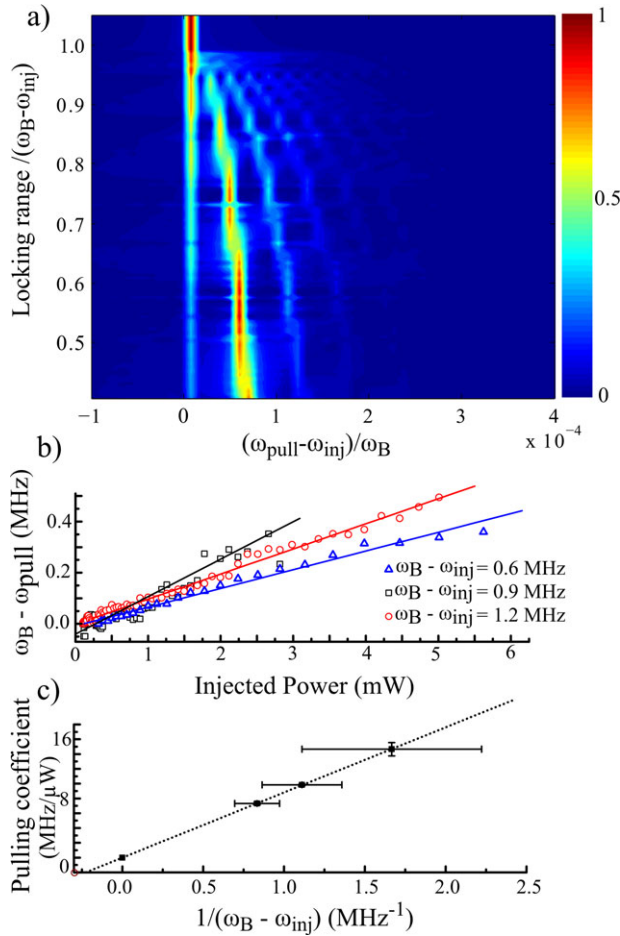 a)
1
1.0
0.9
0.8
0.5
0.7
0.6
0.5
0
Locking range /(ωB-ωinj)
-1 0 1 2 3 4
(ωpull-ωinj)/ωB x 10⁻⁴
b)
0.4
0.2
0.0
ωB - ωpull (MHz)
ωB - ωinj = 0.6 MHz
ωB - ωinj = 0.9 MHz
ωB - ωinj = 1.2 MHz
0 1 2 3 4 5 6
Injected Power (mW)
c)
16
8
0
Pulling coefficient
(MHz/μW)
0.0 0.5 1.0 1.5 2.0 2.5
1/(ωB - ωinj) (MHz⁻¹)